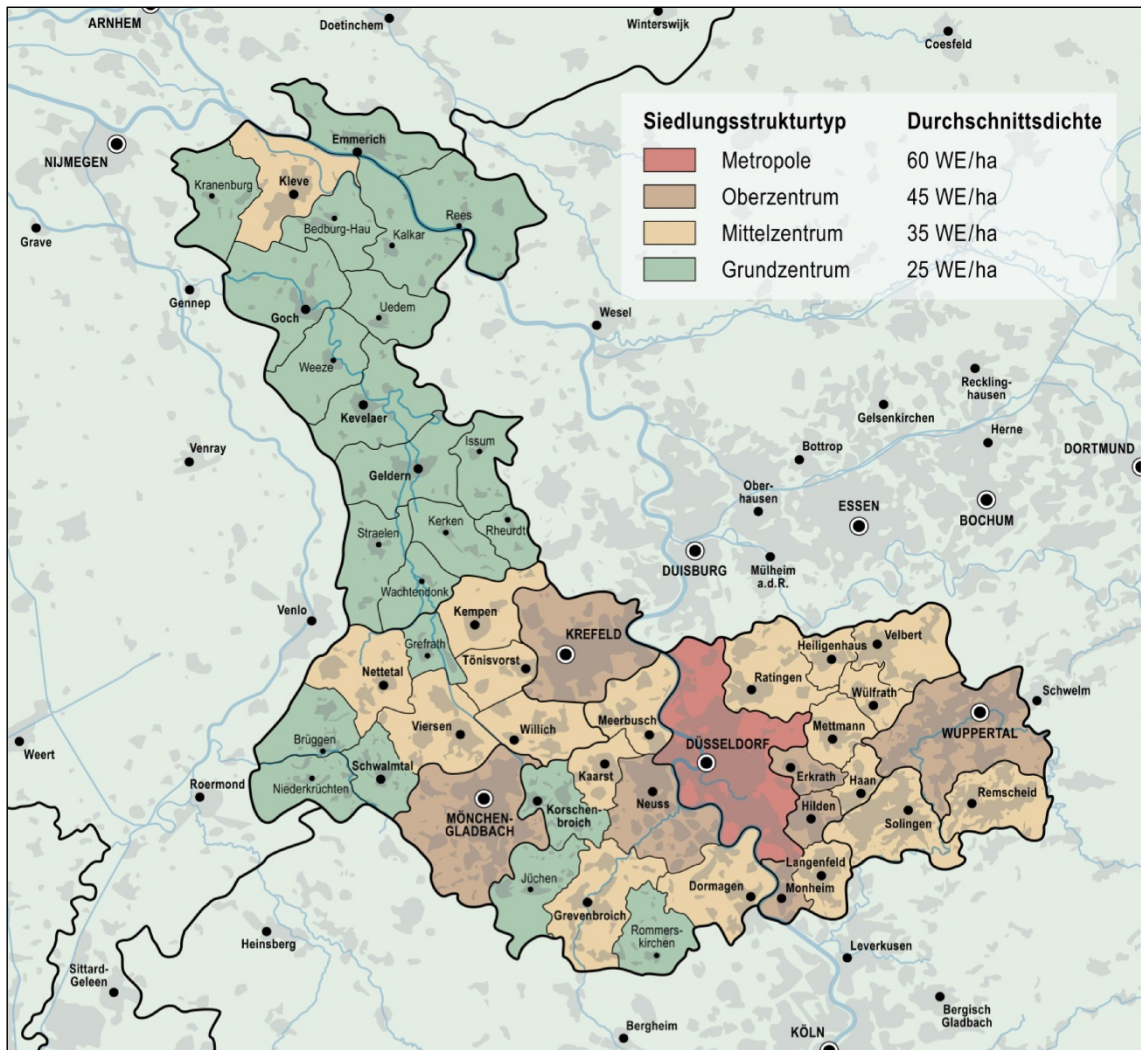 ARNHEM
Doetinchem
Winterswijk
Coesfeld
Siedlungsstrukturtyp Durchschnittsdichte
Metropole 60 WE/ha
Oberzentrum 45 WE/ha
Mittelzentrum 35 WE/ha
Grundzentrum 25 WE/ha
NIJMEGEN
Emmerich
Kranenburg
Kleve
Bedburg-Hau
Rees
Kalkar
Grave
Gennep
Goch
Uedem
Wesel
Weeze
Reckling-
hausen
Kevelaer
Gelsenkirchen
Issum
Herne
Venray
Geldern
Bottrop
DORTMUND
Ober-
hausen
ESSEN
BOCHUM
Straelen
Kerken
Rheurdt
DUISBURG
Mülheim
a.d.R.
Wachtendonk
Venlo
Kempen
KREFELD
Grefrath
Heiligenhaus
Velbert
Nettetal
Tönisvorst
Ratingen
Wülfrath
Schwelm
Viersen
Willich
Meerbusch
Mettmann
WUPPERTAL
Weert
Brüggen
DÜSSELDORF
Schwalmtal
Kaarst
Erkrath
Haan
Roermond
Niederkrüchten
Neuss
Hilden
Remscheid
MÖNCHEN-
GLADBACH
Korschen-
broich
Solingen
Langenfeld
Jüchen
Dormagen
Monheim
Grevenbroich
Heinsberg
Rommers-
kirchen
Leverkusen
Sittard-
Geleen
Bergisch
Gladbach
Bergheim
KÖLN